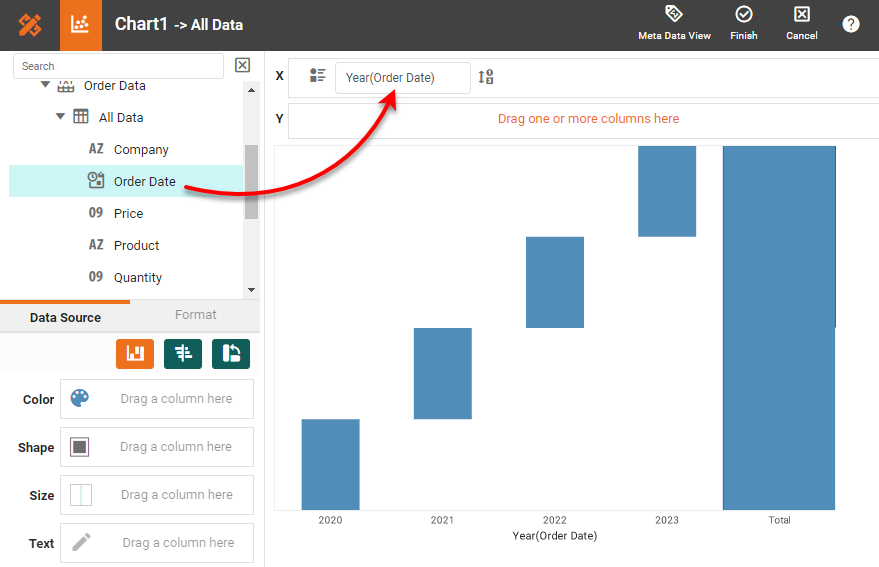 Chart1 -> All Data
Meta Data View
Finish
Cancel
?
Search
Order Data
All Data
AZ Company
Order Date
09 Price
AZ Product
09 Quantity
Data Source
Format
Color
Drag a column here
Shape
Drag a column here
Size
Drag a column here
Text
Drag a column here
X
Year(Order Date)
Y
Drag one or more columns here
2020
2021
2022
2023
Total
Year(Order Date)